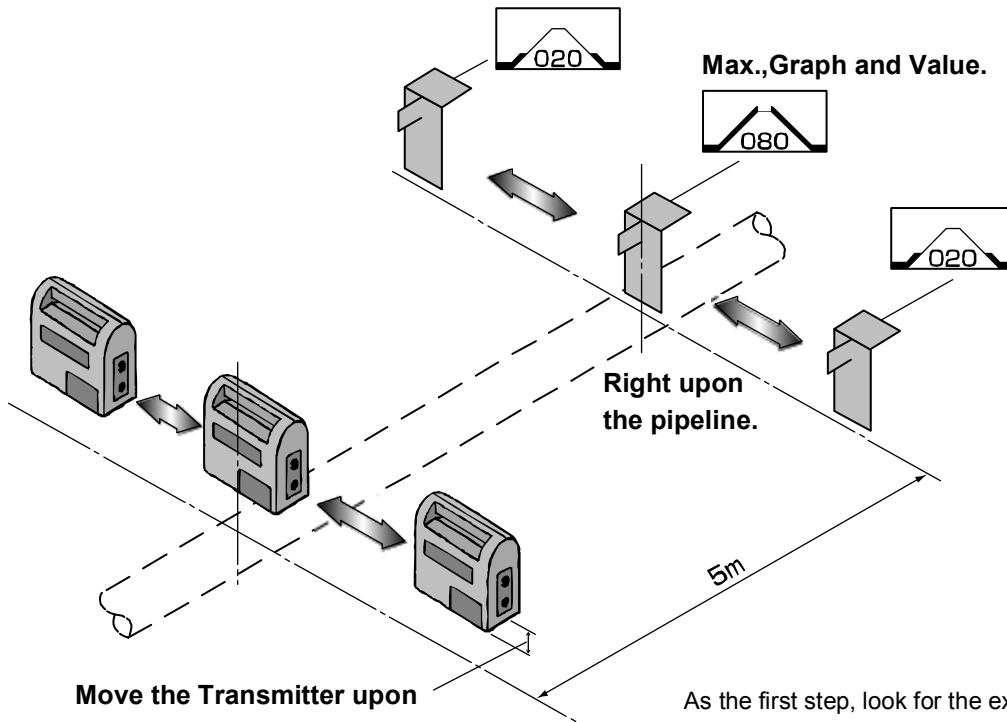 020
Max.,Graph and Value.
080
020
Right upon
the pipeline.
5m
Move the Transmitter upon
As the first step, look for the